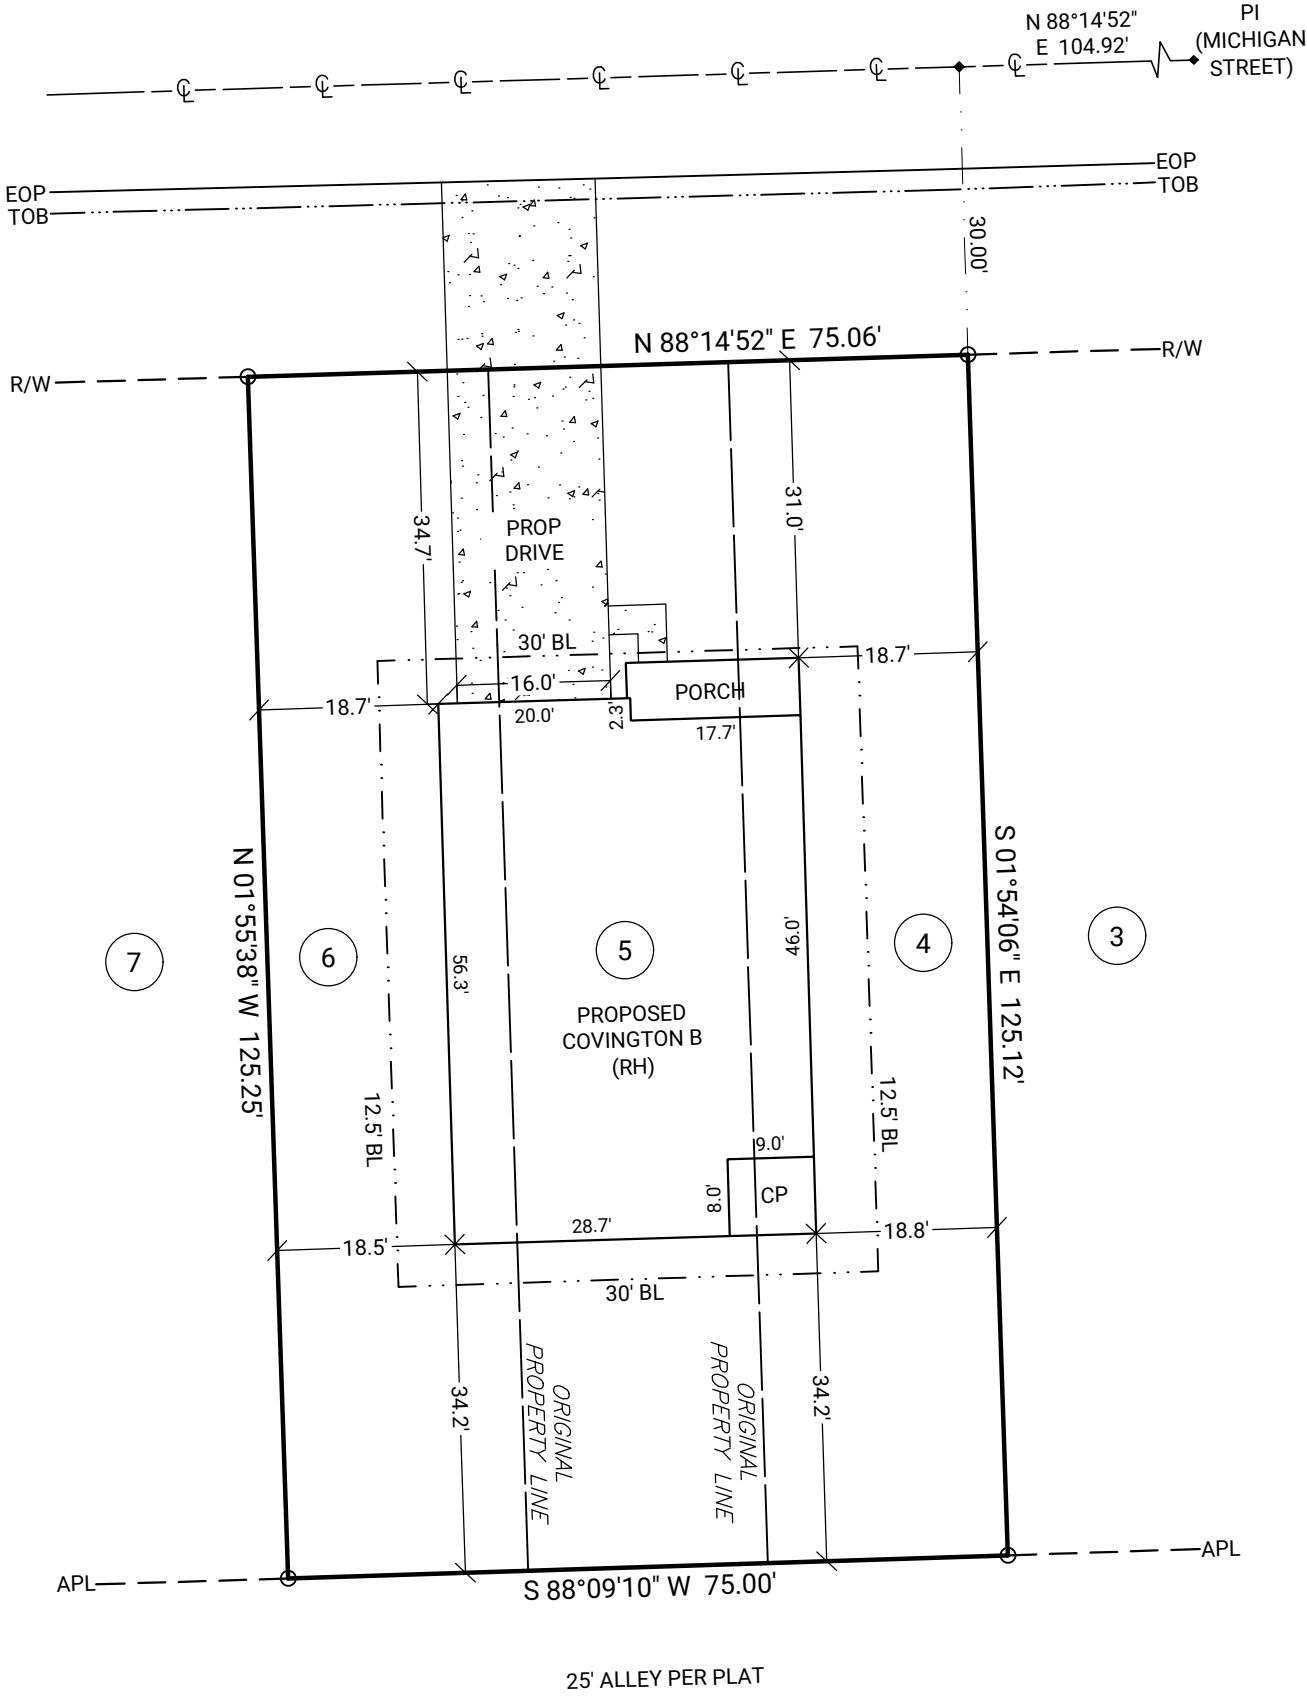 N 88°14'52"
E 104.92'
PI
(MICHIGAN
STREET)
℄ ℄ ℄ ℄ ℄ ℄ ℄
EOP
TOB
EOP
TOB
30.00'
N 88°14'52" E 75.06'
R/W
R/W
34.7'
31.0'
PROP
DRIVE
30' BL
18.7'
16.0'
PORCH
18.7'
20.0'
2.3'
17.7'
N 01°55'38" W 125.25'
S 01°54'06" E 125.12'
7
6
5
4
3
56.3'
46.0'
PROPOSED
COVINGTON B
(RH)
12.5' BL
12.5' BL
9.0'
8.0'
CP
28.7'
18.5'
18.8'
30' BL
34.2'
34.2'
ORIGINAL
PROPERTY LINE
ORIGINAL
PROPERTY LINE
APL
APL
S 88°09'10" W 75.00'
25' ALLEY PER PLAT